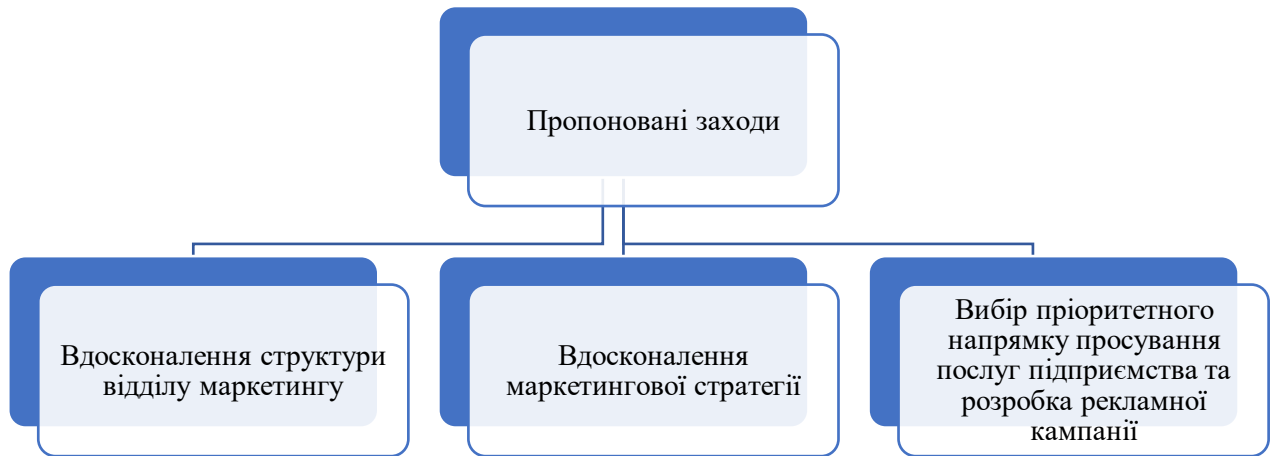 Пропоновані заходи
Вдосконалення структури
відділу маркетингу
Вдосконалення
маркетингової стратегії
Вибір пріоритетного
напрямку просування
послуг підприємства та
розробка рекламної
кампанії